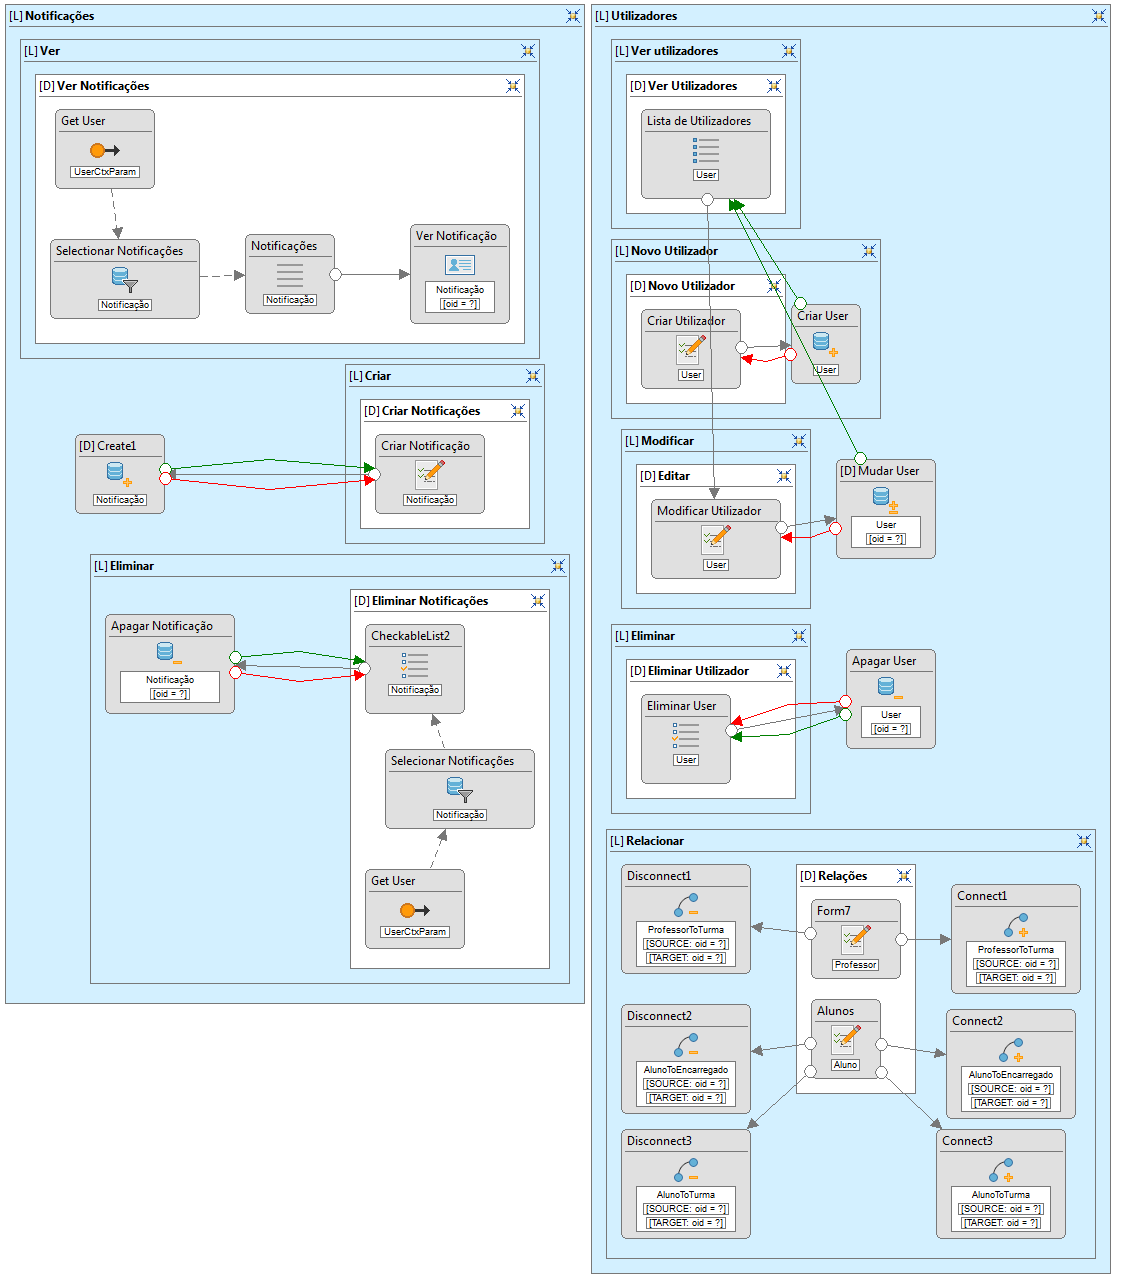 [L] Notificações
[L] Ver
[D] Ver Notificações
Get User
UserCtxParam
Selectionar Notificações
Notificação
Notificações
Notificação
Ver Notificação
Notificação
[oid = ?]
[L] Criar
[D] Criar Notificações
Criar Notificação
Notificação
[D] Create1
Notificação
[L] Eliminar
Apagar Notificação
Notificação
[oid = ?]
[D] Eliminar Notificações
CheckableList2
Notificação
Selecionar Notificações
Notificação
Get User
UserCtxParam
[L] Utilizadores
[L] Ver utilizadores
[D] Ver Utilizadores
Lista de Utilizadores
User
[L] Novo Utilizador
[D] Novo Utilizador
Criar Utilizador
User
Criar User
User
[L] Modificar
[D] Editar
Modificar Utilizador
User
[D] Mudar User
User
[oid = ?]
[L] Eliminar
[D] Eliminar Utilizador
Eliminar User
User
Apagar User
User
[oid = ?]
[L] Relacionar
Disconnect1
ProfessorToTurma
[SOURCE: oid = ?]
[TARGET: oid = ?]
[D] Relações
Form7
Professor
Connect1
ProfessorToTurma
[SOURCE: oid = ?]
[TARGET: oid = ?]
Disconnect2
AlunoToEncarregado
[SOURCE: oid = ?]
[TARGET: oid = ?]
Alunos
Aluno
Connect2
AlunoToEncarregado
[SOURCE: oid = ?]
[TARGET: oid = ?]
Disconnect3
AlunoToTurma
[SOURCE: oid = ?]
[TARGET: oid = ?]
Connect3
AlunoToTurma
[SOURCE: oid = ?]
[TARGET: oid = ?]